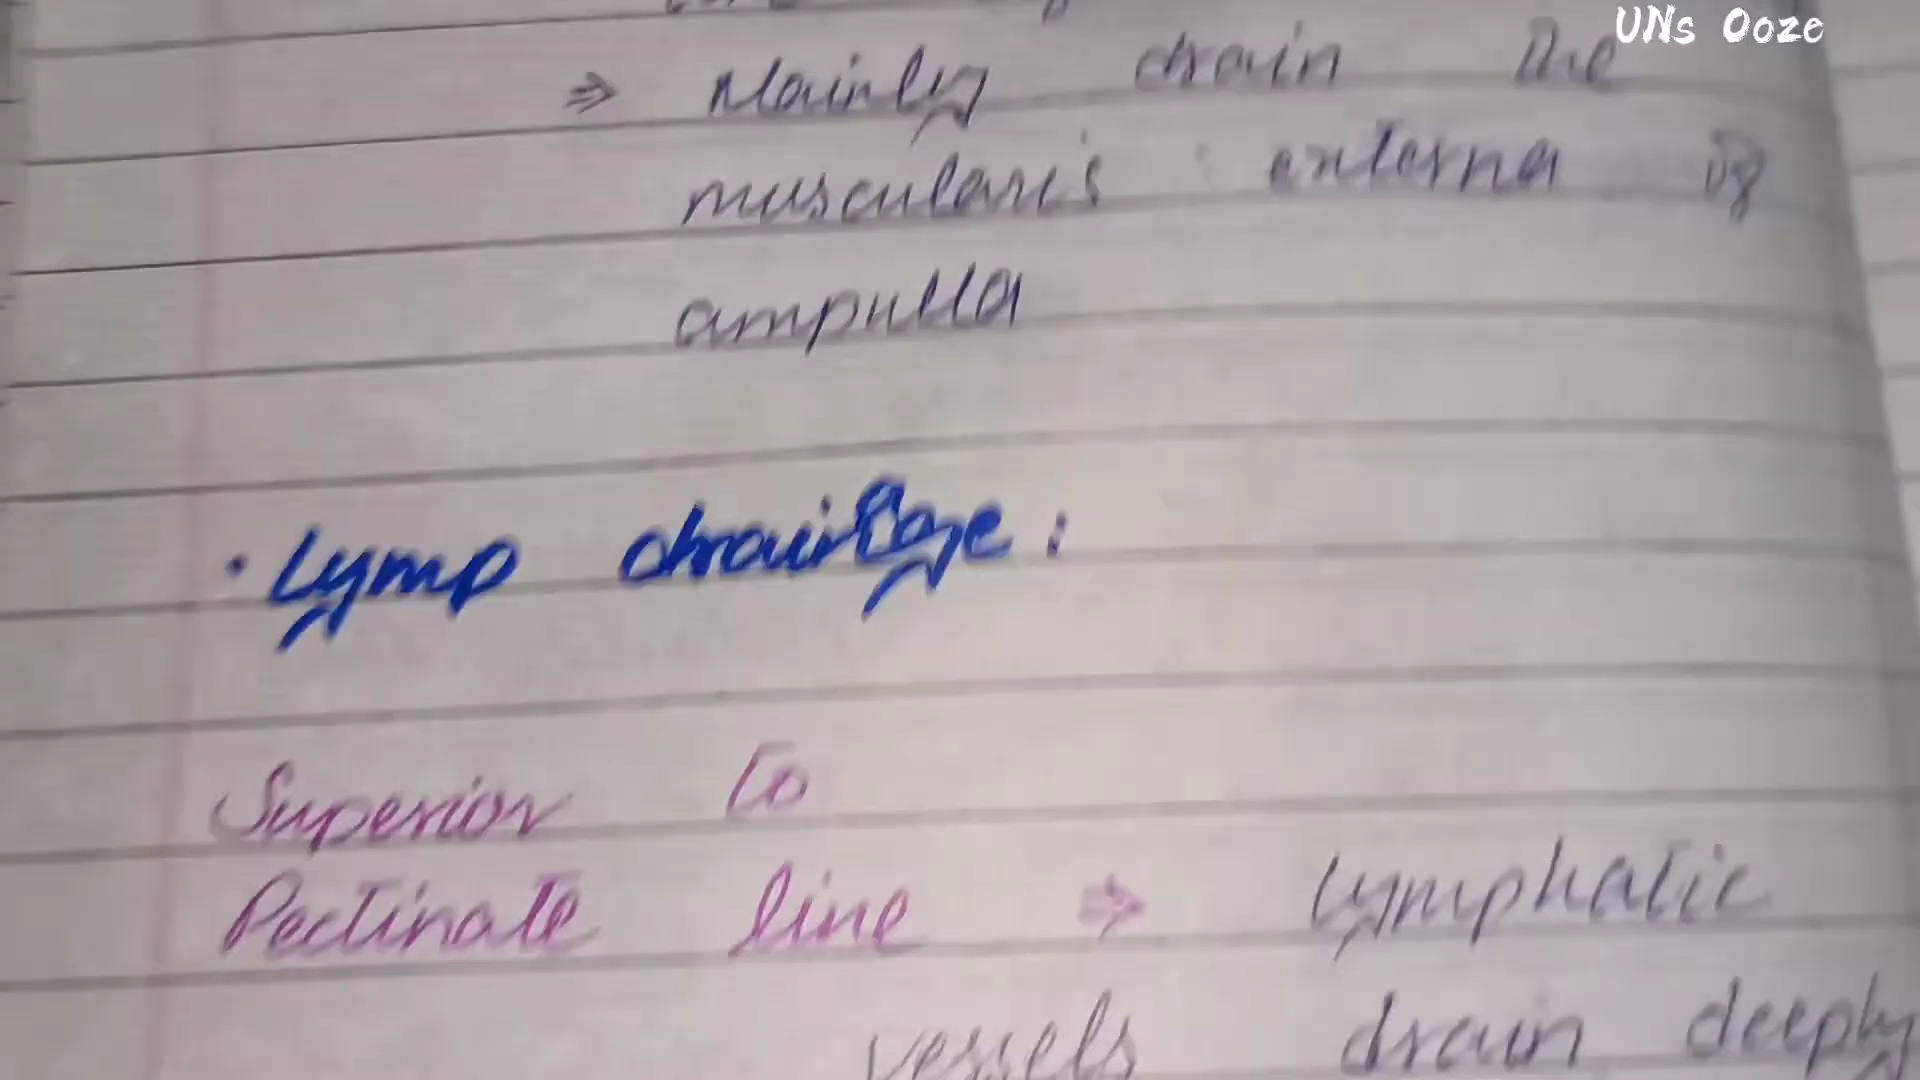 UNs Ooze
⇒ Mainly drain the
muscularis externa of
ampulla
• Lymp drainage:
Superior to
Pectinate line ⇒ lymphatic
vessels drain deeply